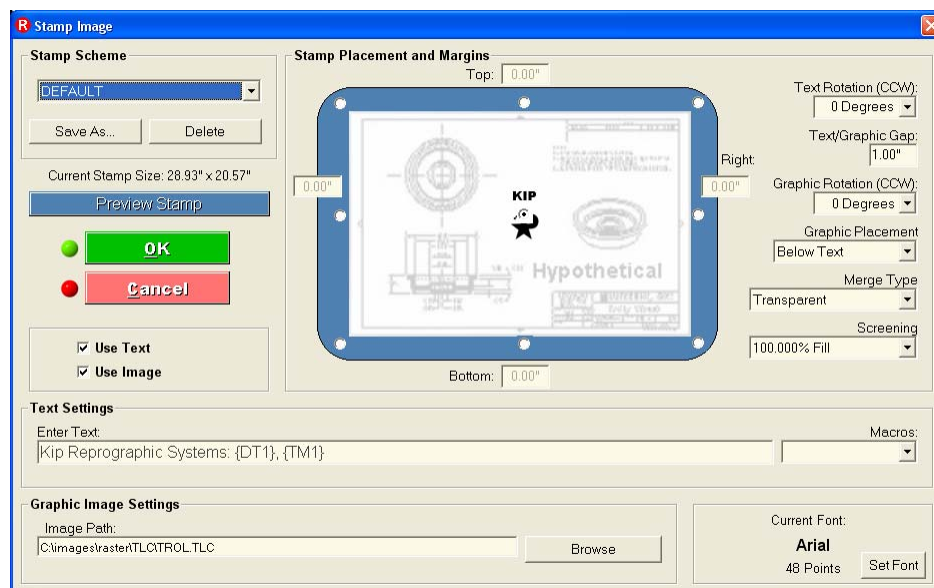 R Stamp Image
Stamp Scheme
DEFAULT
Save As...
Delete
Current Stamp Size: 28.93" x 20.57"
Preview Stamp
OK
Cancel
Use Text
Use Image
Stamp Placement and Margins
Top: 0.00"
0.00"
Right:
0.00"
KIP
Hypothetical
Bottom: 0.00"
Text Rotation (CCW):
0 Degrees
Text/Graphic Gap:
1.00"
Graphic Rotation (CCW):
0 Degrees
Graphic Placement
Below Text
Merge Type
Transparent
Screening
100.000% Fill
Text Settings
Enter Text:
Kip Reprographic Systems: {DT1}, {TM1}
Macros:
Graphic Image Settings
Image Path:
C:\images\raster\TLC\TROL.TLC
Browse
Current Font:
Arial
48 Points
Set Font